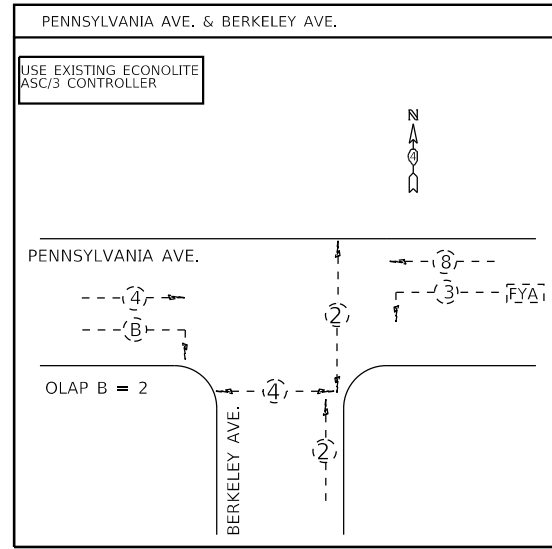 PENNSYLVANIA AVE. & BERKELEY AVE.
USE EXISTING ECONOLITE
ASC/3 CONTROLLER
N
4
PENNSYLVANIA AVE.
8
4
3
FYA
2
B
OLAP B = 2
4
BERKELEY AVE.
2